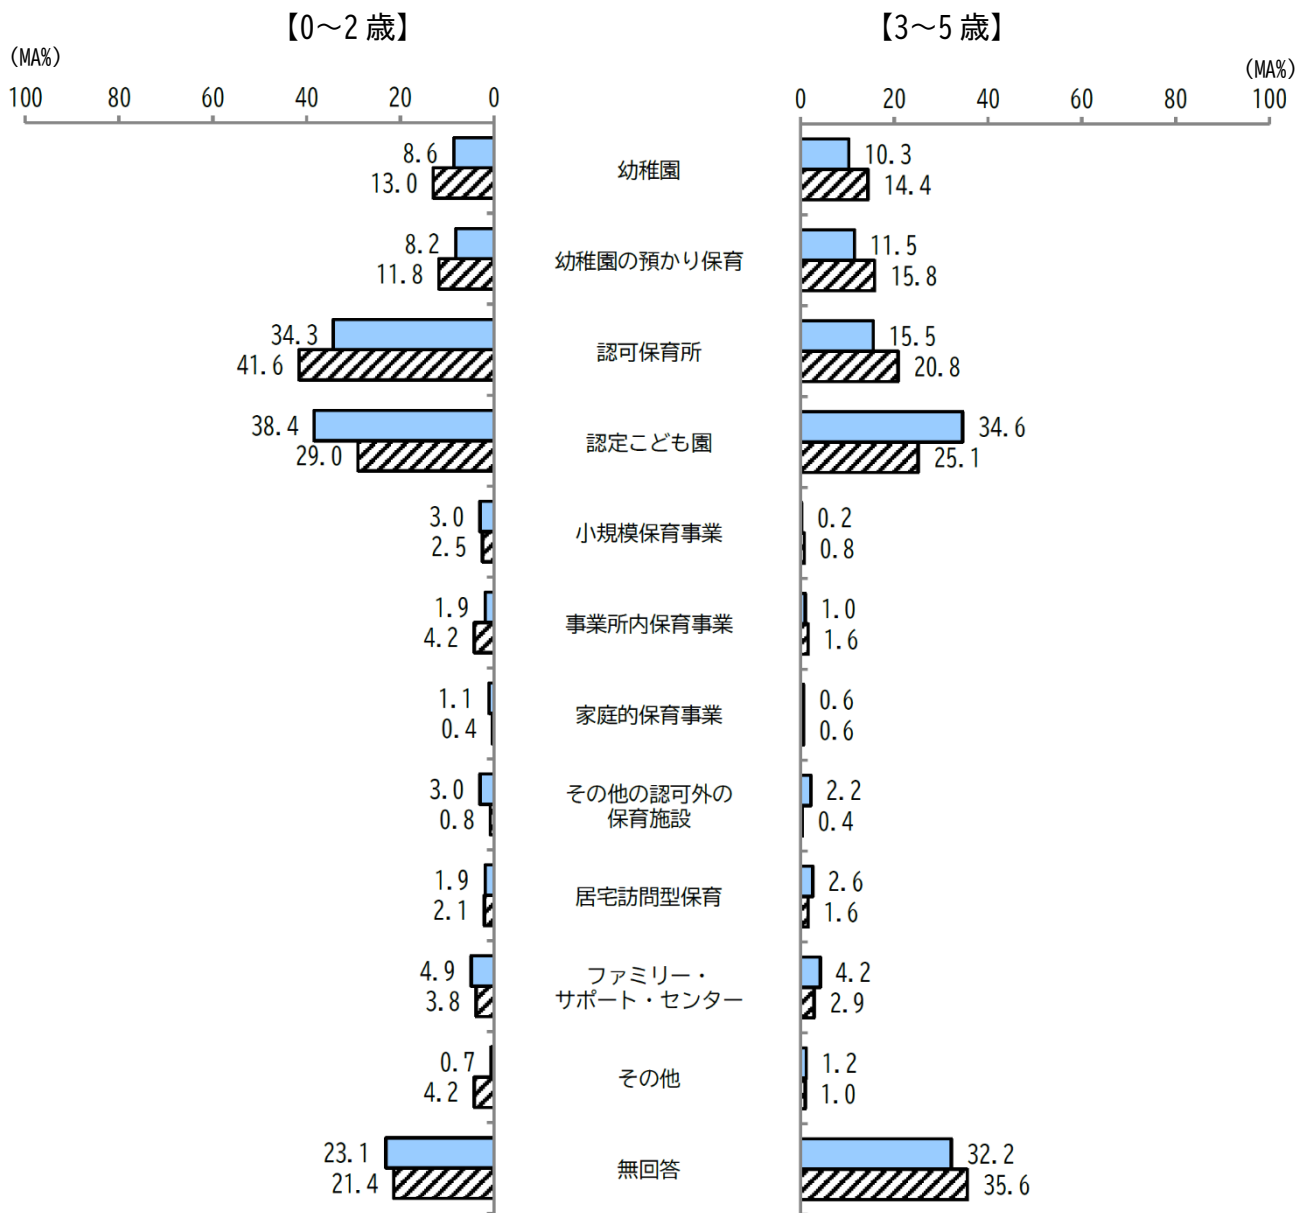 【0～2 歳】
【3～5 歳】
(MA%)
(MA%)
100 80 60 40 20 0
0 20 40 60 80 100
8.6 幼稚園 10.3
13.0 14.4
8.2 幼稚園の預かり保育 11.5
11.8 15.8
34.3 認可保育所 15.5
41.6 20.8
38.4 認定こども園 34.6
29.0 25.1
3.0 小規模保育事業 0.2
2.5 0.8
1.9 事業所内保育事業 1.0
4.2 1.6
1.1 家庭的保育事業 0.6
0.4 0.6
3.0 その他の認可外の 2.2
0.8 保育施設 0.4
1.9 居宅訪問型保育 2.6
2.1 1.6
4.9 ファミリー・ 4.2
3.8 サポート・センター 2.9
0.7 その他 1.2
4.2 1.0
23.1 無回答 32.2
21.4 35.6